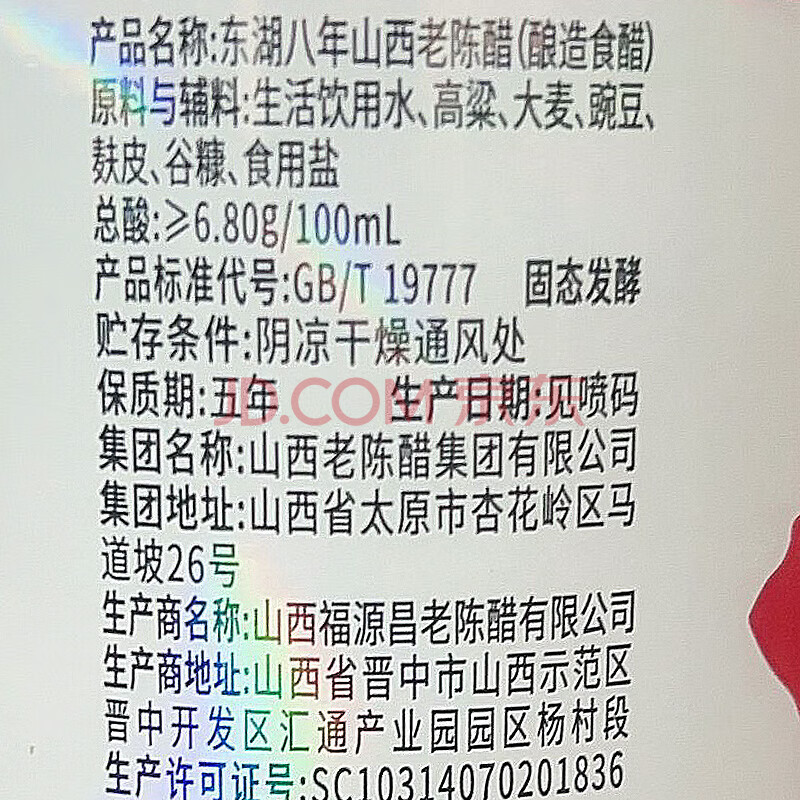 产品名称:东湖八年山西老陈醋(酿造食醋)
原料与辅料:生活饮用水、高粱、大麦、豌豆、
麸皮、谷糠、食用盐
总酸:≥6.80g/100mL
产品标准代号:GB/T 19777 固态发酵
贮存条件:阴凉干燥通风处
保质期:五年 生产日期:见喷码
JD.COM 京东
集团名称:山西老陈醋集团有限公司
集团地址:山西省太原市杏花岭区马
道坡26号
生产商名称:山西福源昌老陈醋有限公司
生产商地址:山西省晋中市山西示范区
晋中开发区汇通产业园园区杨村段
生产许可证号:SC10314070201836